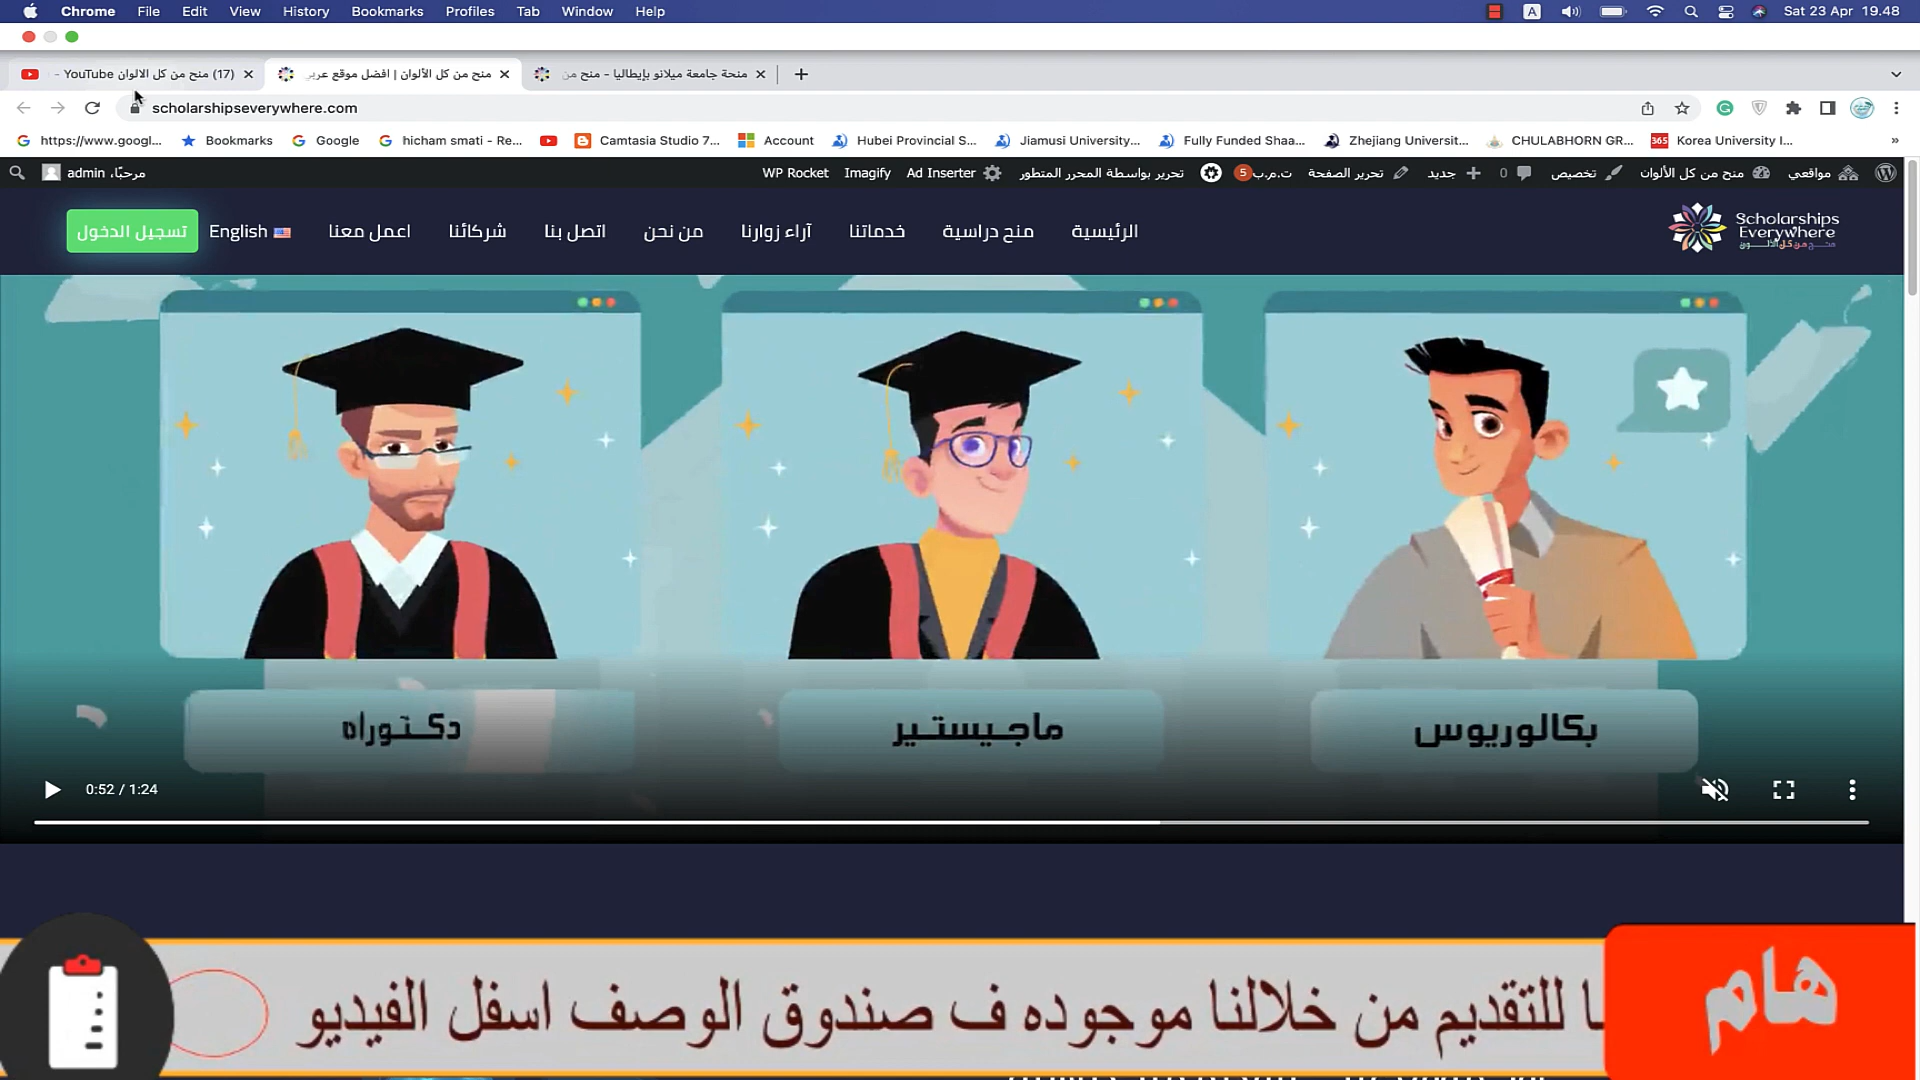 Chrome File Edit View History Bookmarks Profiles Tab Window Help A Sat 23 Apr 19.48
(17) منح من كل الالوان - YouTube
منح من كل الألوان | افضل موقع عربي
منحة جامعة ميلانو بإيطاليا - منح من
scholarshipseverywhere.com
https://www.googl... Bookmarks Google hicham smati - Re... Camtasia Studio 7... Account Hubei Provincial S... Jiamusi University... Fully Funded Shaa... Zhejiang Universit... CHULABHORN GR... 365 Korea University I... »
مواقعي منح من كل الألوان تخصيص 0 جديد تحرير الصفحة ت.م.ب 5 تحرير بواسطة المحرر المتطور Ad Inserter Imagify WP Rocket
مرحبًا، admin
Scholarships
Everywhere
منح من كل الألوان
الرئيسية منح دراسية خدماتنا آراء زوارنا من نحن اتصل بنا شركائنا اعمل معنا English تسجيل الدخول
بكالوريوس ماجيستير دكتوراه
0:52 / 1:24
هام
ا للتقديم من خلالنا موجوده ف صندوق الوصف اسفل الفيديو